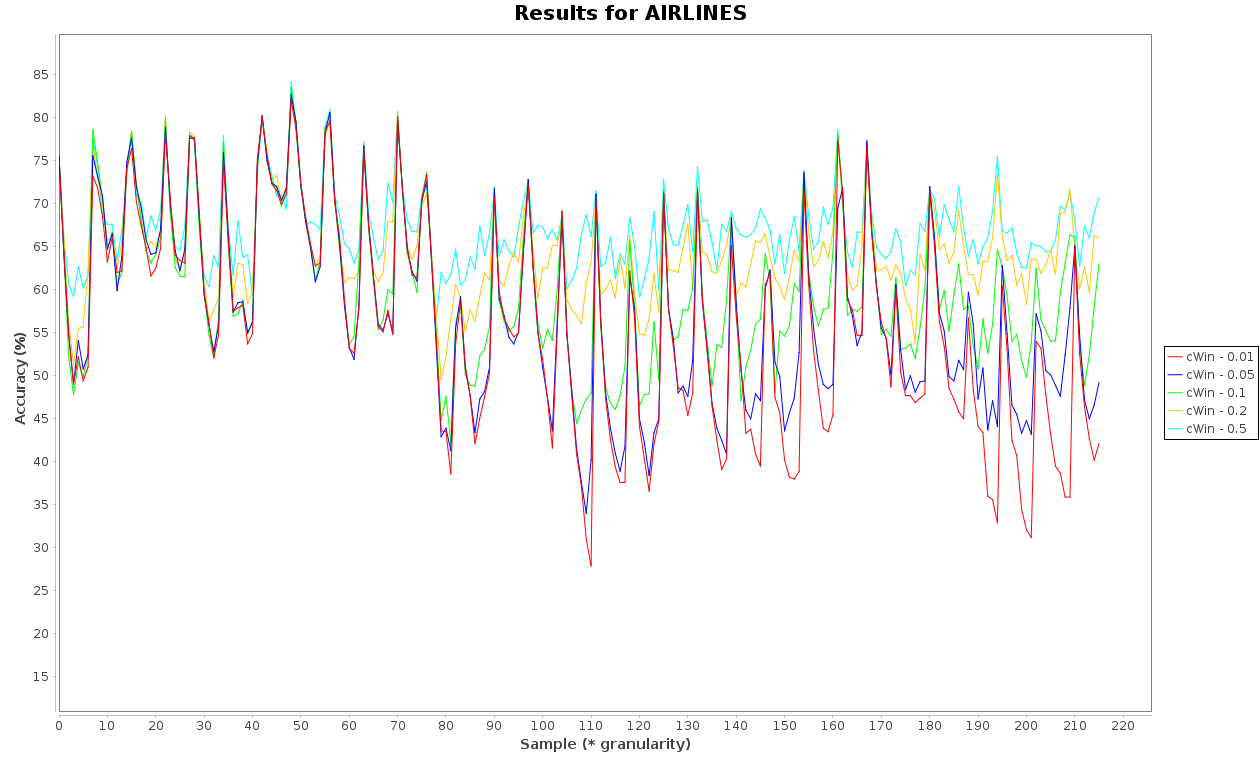 Results for AIRLINES
Accuracy (%)
85
80
75
70
65
60
55
50
45
40
35
30
25
20
15
0 10 20 30 40 50 60 70 80 90 100 110 120 130 140 150 160 170 180 190 200 210 220
Sample (* granularity)
cWin - 0.01
cWin - 0.05
cWin - 0.1
cWin - 0.2
cWin - 0.5